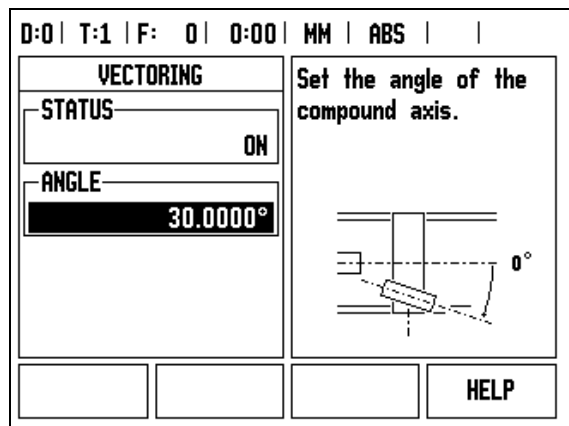 D:0| T:1 |F: 0| 0:00| MM | ABS | |
VECTORING
STATUS
ON
ANGLE
30.0000°
Set the angle of the
compound axis.
0°
HELP